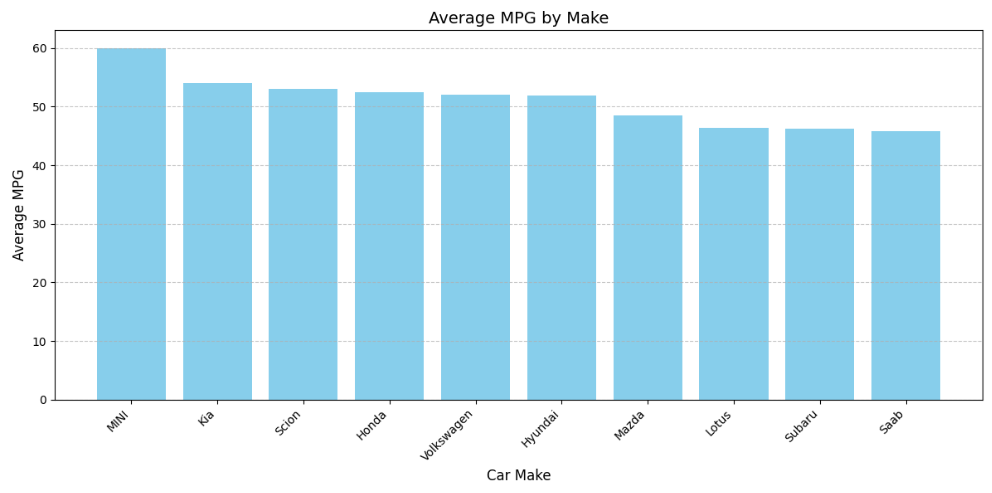 Average MPG by Make
Average MPG
60
50
40
30
20
10
0
MINI
Kia
Scion
Honda
Volkswagen
Hyundai
Mazda
Lotus
Subaru
Saab
Car Make